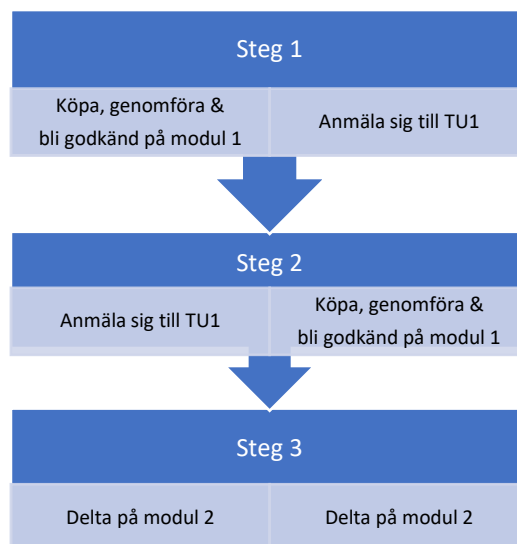 Steg 1
Köpa, genomföra &
bli godkänd på modul 1
Anmäla sig till TU1
Steg 2
Anmäla sig till TU1
Köpa, genomföra &
bli godkänd på modul 1
Steg 3
Delta på modul 2
Delta på modul 2